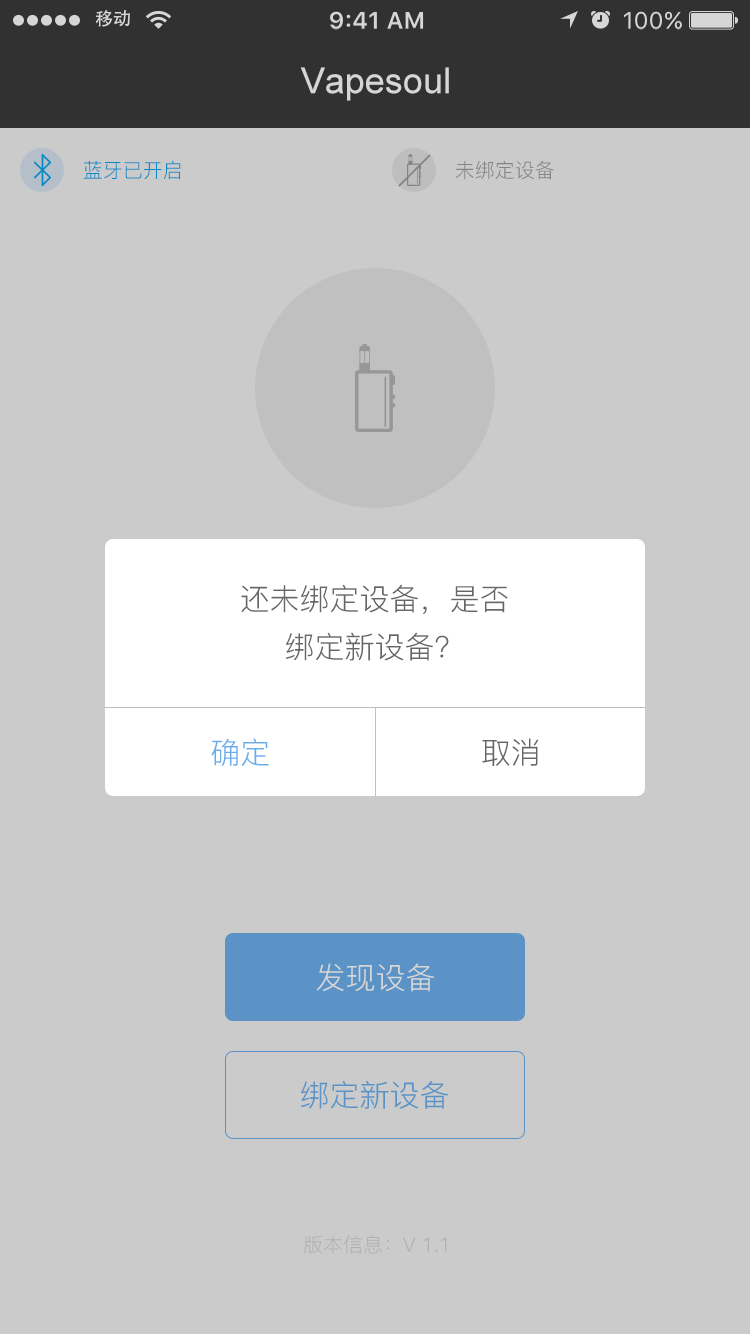 移动
9:41 AM
100%
Vapesoul
蓝牙已开启
未绑定设备
还未绑定设备，是否
绑定新设备？
确定
取消
发现设备
绑定新设备
版本信息：V 1.1